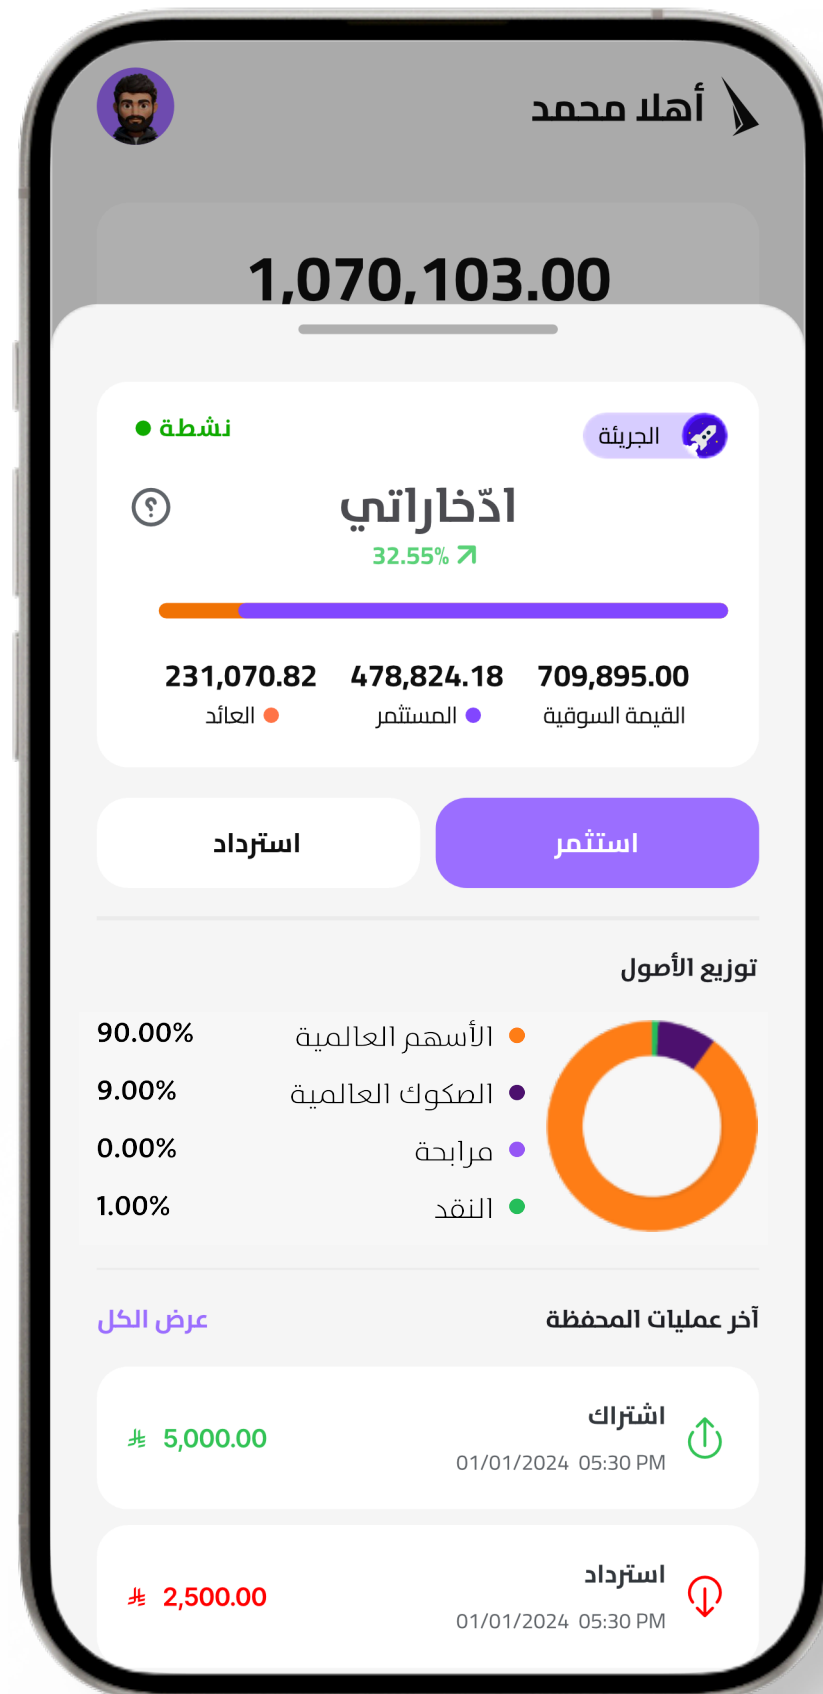 أهلا محمد
1,070,103.00
الجريئة
نشطة
ادّخاراتي
؟
32.55%
709,895.00 478,824.18 231,070.82
القيمة السوقية المستثمر العائد
استثمر استرداد
توزيع الأصول
الأسهم العالمية 90.00%
الصكوك العالمية 9.00%
مرابحة 0.00%
النقد 1.00%
آخر عمليات المحفظة عرض الكل
اشتراك
5,000.00
01/01/2024 05:30 PM
استرداد
2,500.00
01/01/2024 05:30 PM